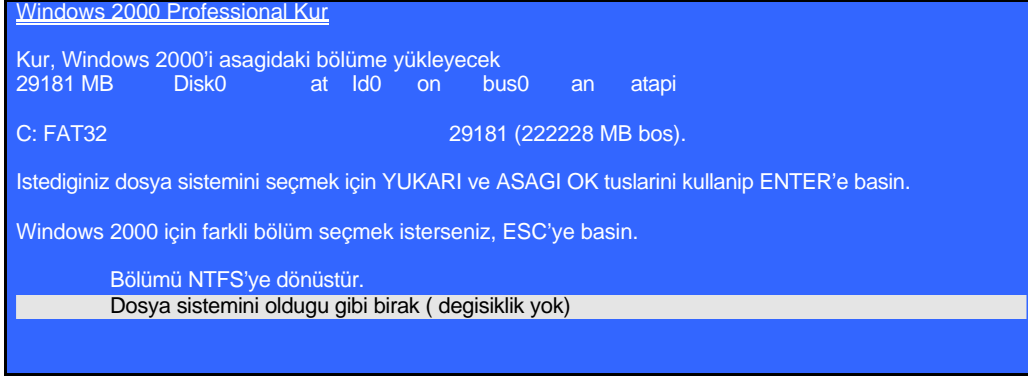 Windows 2000 Professional Kur
Kur, Windows 2000'i asagidaki bölüme yükleyecek
29181 MB Disk0 at Id0 on bus0 an atapi
C: FAT32 29181 (222228 MB bos).
Istediginiz dosya sistemini seçmek için YUKARI ve ASAGI OK tuslarini kullanip ENTER'e basin.
Windows 2000 için farkli bölüm seçmek isterseniz, ESC'ye basin.
Bölümü NTFS'ye dönüstür.
Dosya sistemini oldugu gibi birak ( degisiklik yok)